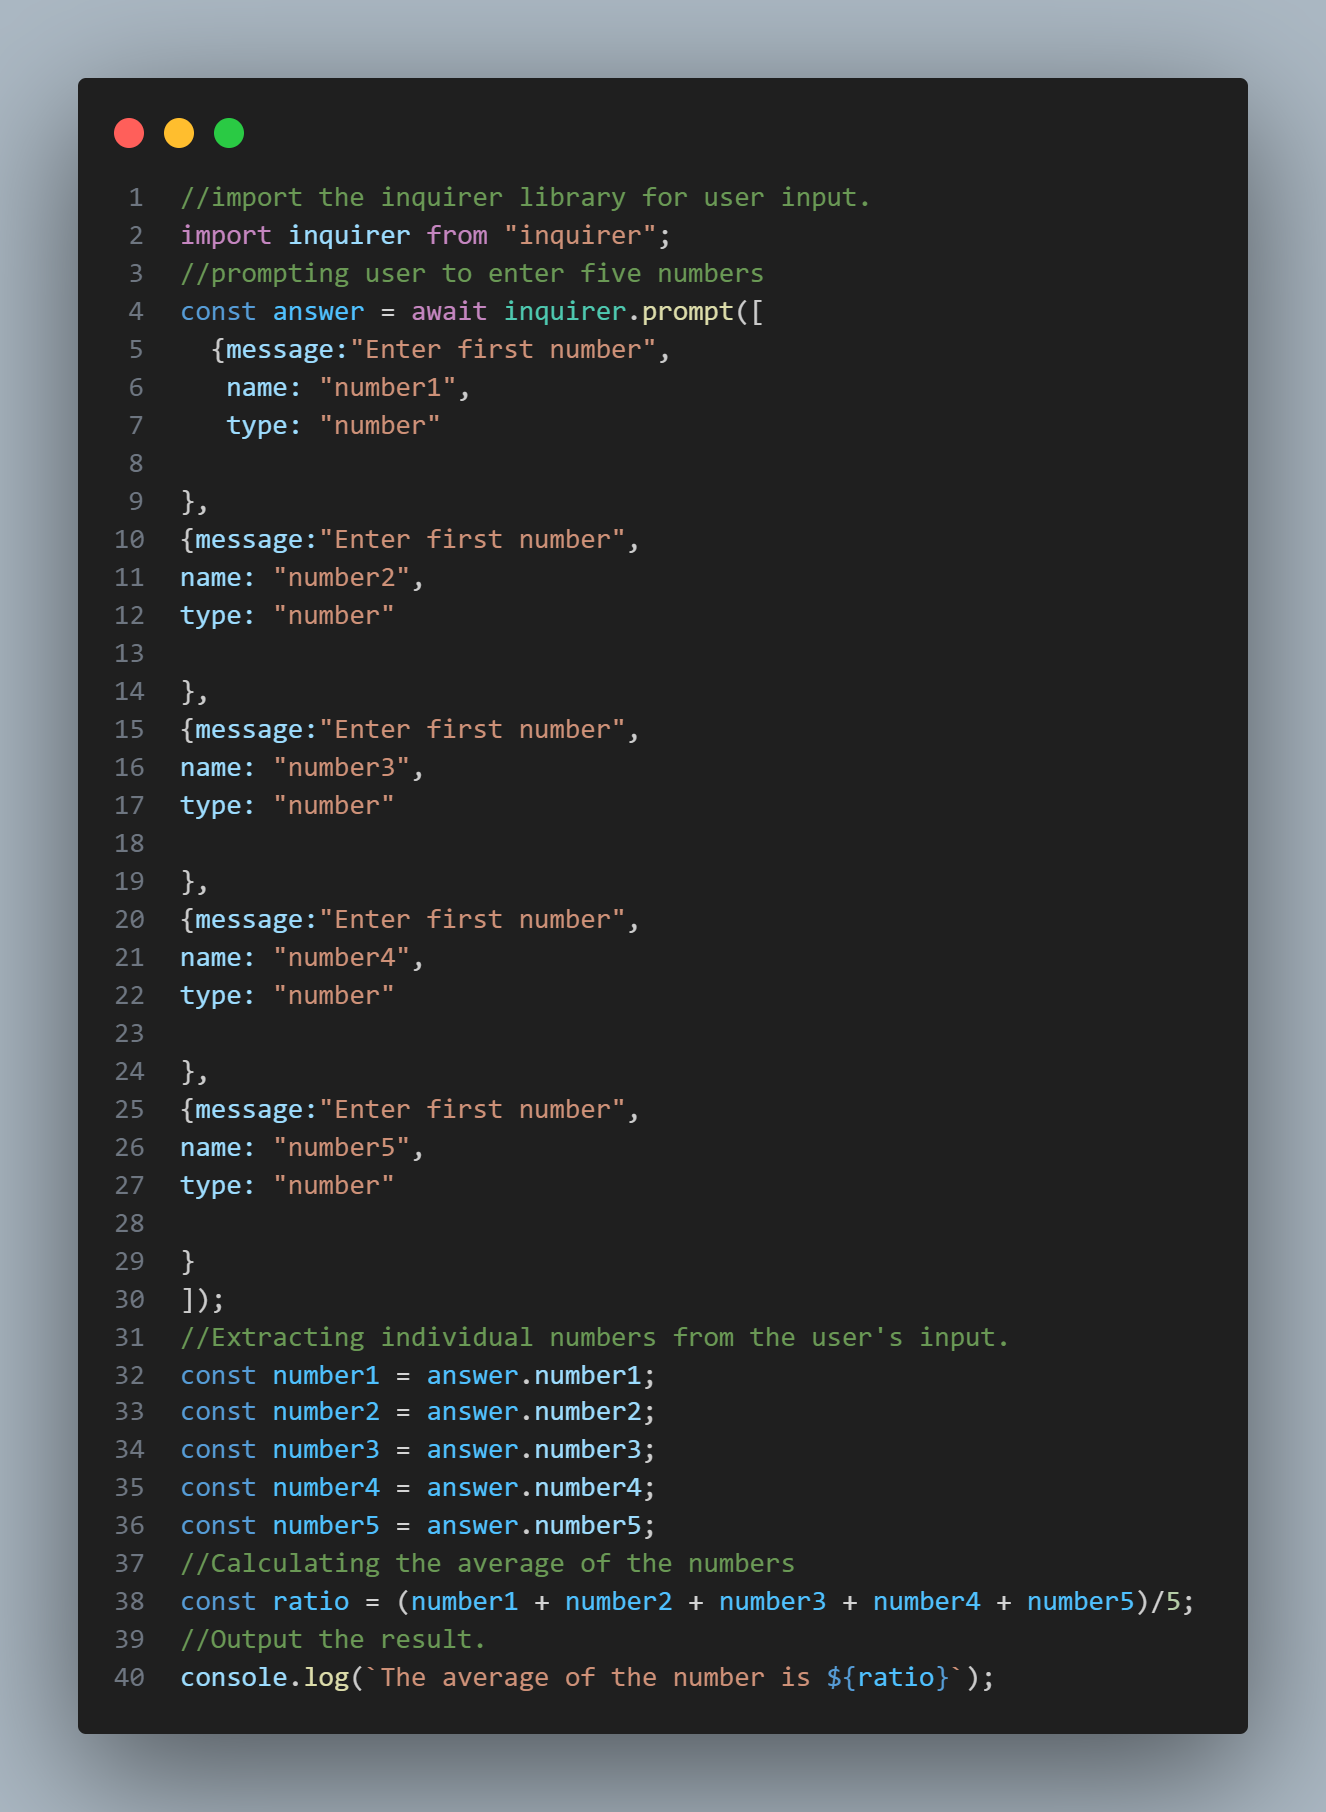 1 //import the inquirer library for user input.
2 import inquirer from "inquirer";
3 //prompting user to enter five numbers
4 const answer = await inquirer.prompt([
5   {message:"Enter first number",
6    name: "number1",
7    type: "number"
8
9 },
10 {message:"Enter first number",
11 name: "number2",
12 type: "number"
13
14 },
15 {message:"Enter first number",
16 name: "number3",
17 type: "number"
18
19 },
20 {message:"Enter first number",
21 name: "number4",
22 type: "number"
23
24 },
25 {message:"Enter first number",
26 name: "number5",
27 type: "number"
28
29 }
30 ]);
31 //Extracting individual numbers from the user's input.
32 const number1 = answer.number1;
33 const number2 = answer.number2;
34 const number3 = answer.number3;
35 const number4 = answer.number4;
36 const number5 = answer.number5;
37 //Calculating the average of the numbers
38 const ratio = (number1 + number2 + number3 + number4 + number5)/5;
39 //Output the result.
40 console.log(`The average of the number is ${ratio}`);